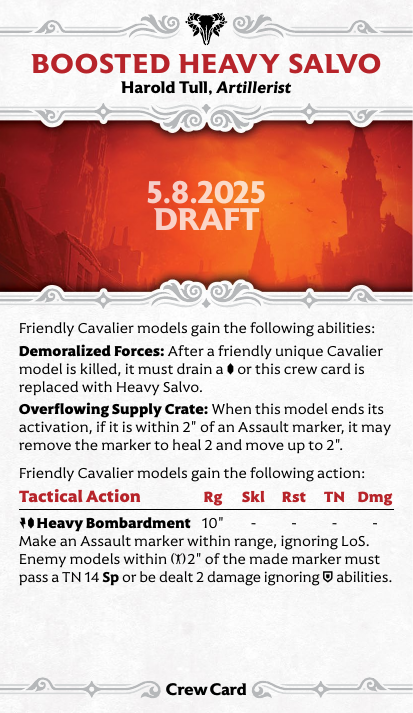 BOOSTED HEAVY SALVO
Harold Tull, Artillerist
5.8.2025
DRAFT
Friendly Cavalier models gain the following abilities:
Demoralized Forces: After a friendly unique Cavalier
model is killed, it must drain a or this crew card is
replaced with Heavy Salvo.
Overflowing Supply Crate: When this model ends its
activation, if it is within 2" of an Assault marker, it may
remove the marker to heal 2 and move up to 2".
Friendly Cavalier models gain the following action:
Tactical Action Rg Skl Rst TN Dmg
Heavy Bombardment 10" - - - -
Make an Assault marker within range, ignoring LoS.
Enemy models within 2" of the made marker must
pass a TN 14 Sp or be dealt 2 damage ignoring abilities.
Crew Card